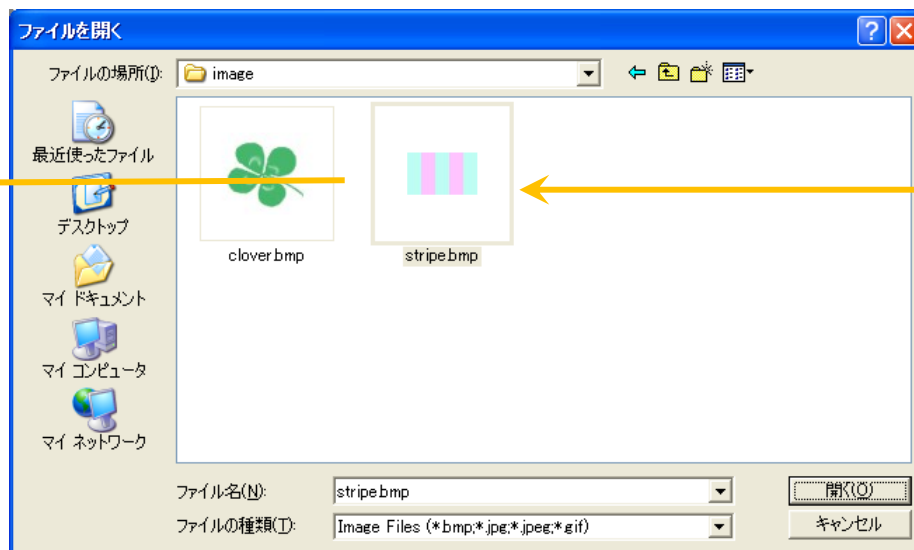 ファイルを開く
ファイルの場所(I):
image
最近使ったファイル
デスクトップ
マイ ドキュメント
マイ コンピュータ
マイ ネットワーク
clover.bmp
stripe.bmp
ファイル名(N):
stripe.bmp
開く(O)
ファイルの種類(T):
Image Files (*.bmp;*.jpg;*.jpeg;*.gif)
キャンセル